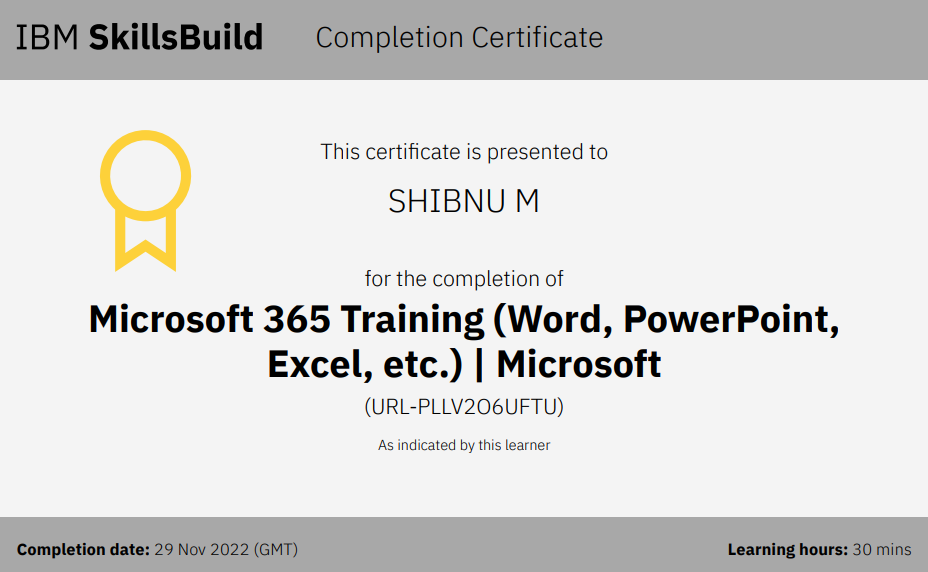 IBM SkillsBuild Completion Certificate
This certificate is presented to
SHIBNU M
for the completion of
Microsoft 365 Training (Word, PowerPoint,
Excel, etc.) | Microsoft
(URL-PLLV2O6UFTU)
As indicated by this learner
Completion date: 29 Nov 2022 (GMT) Learning hours: 30 mins